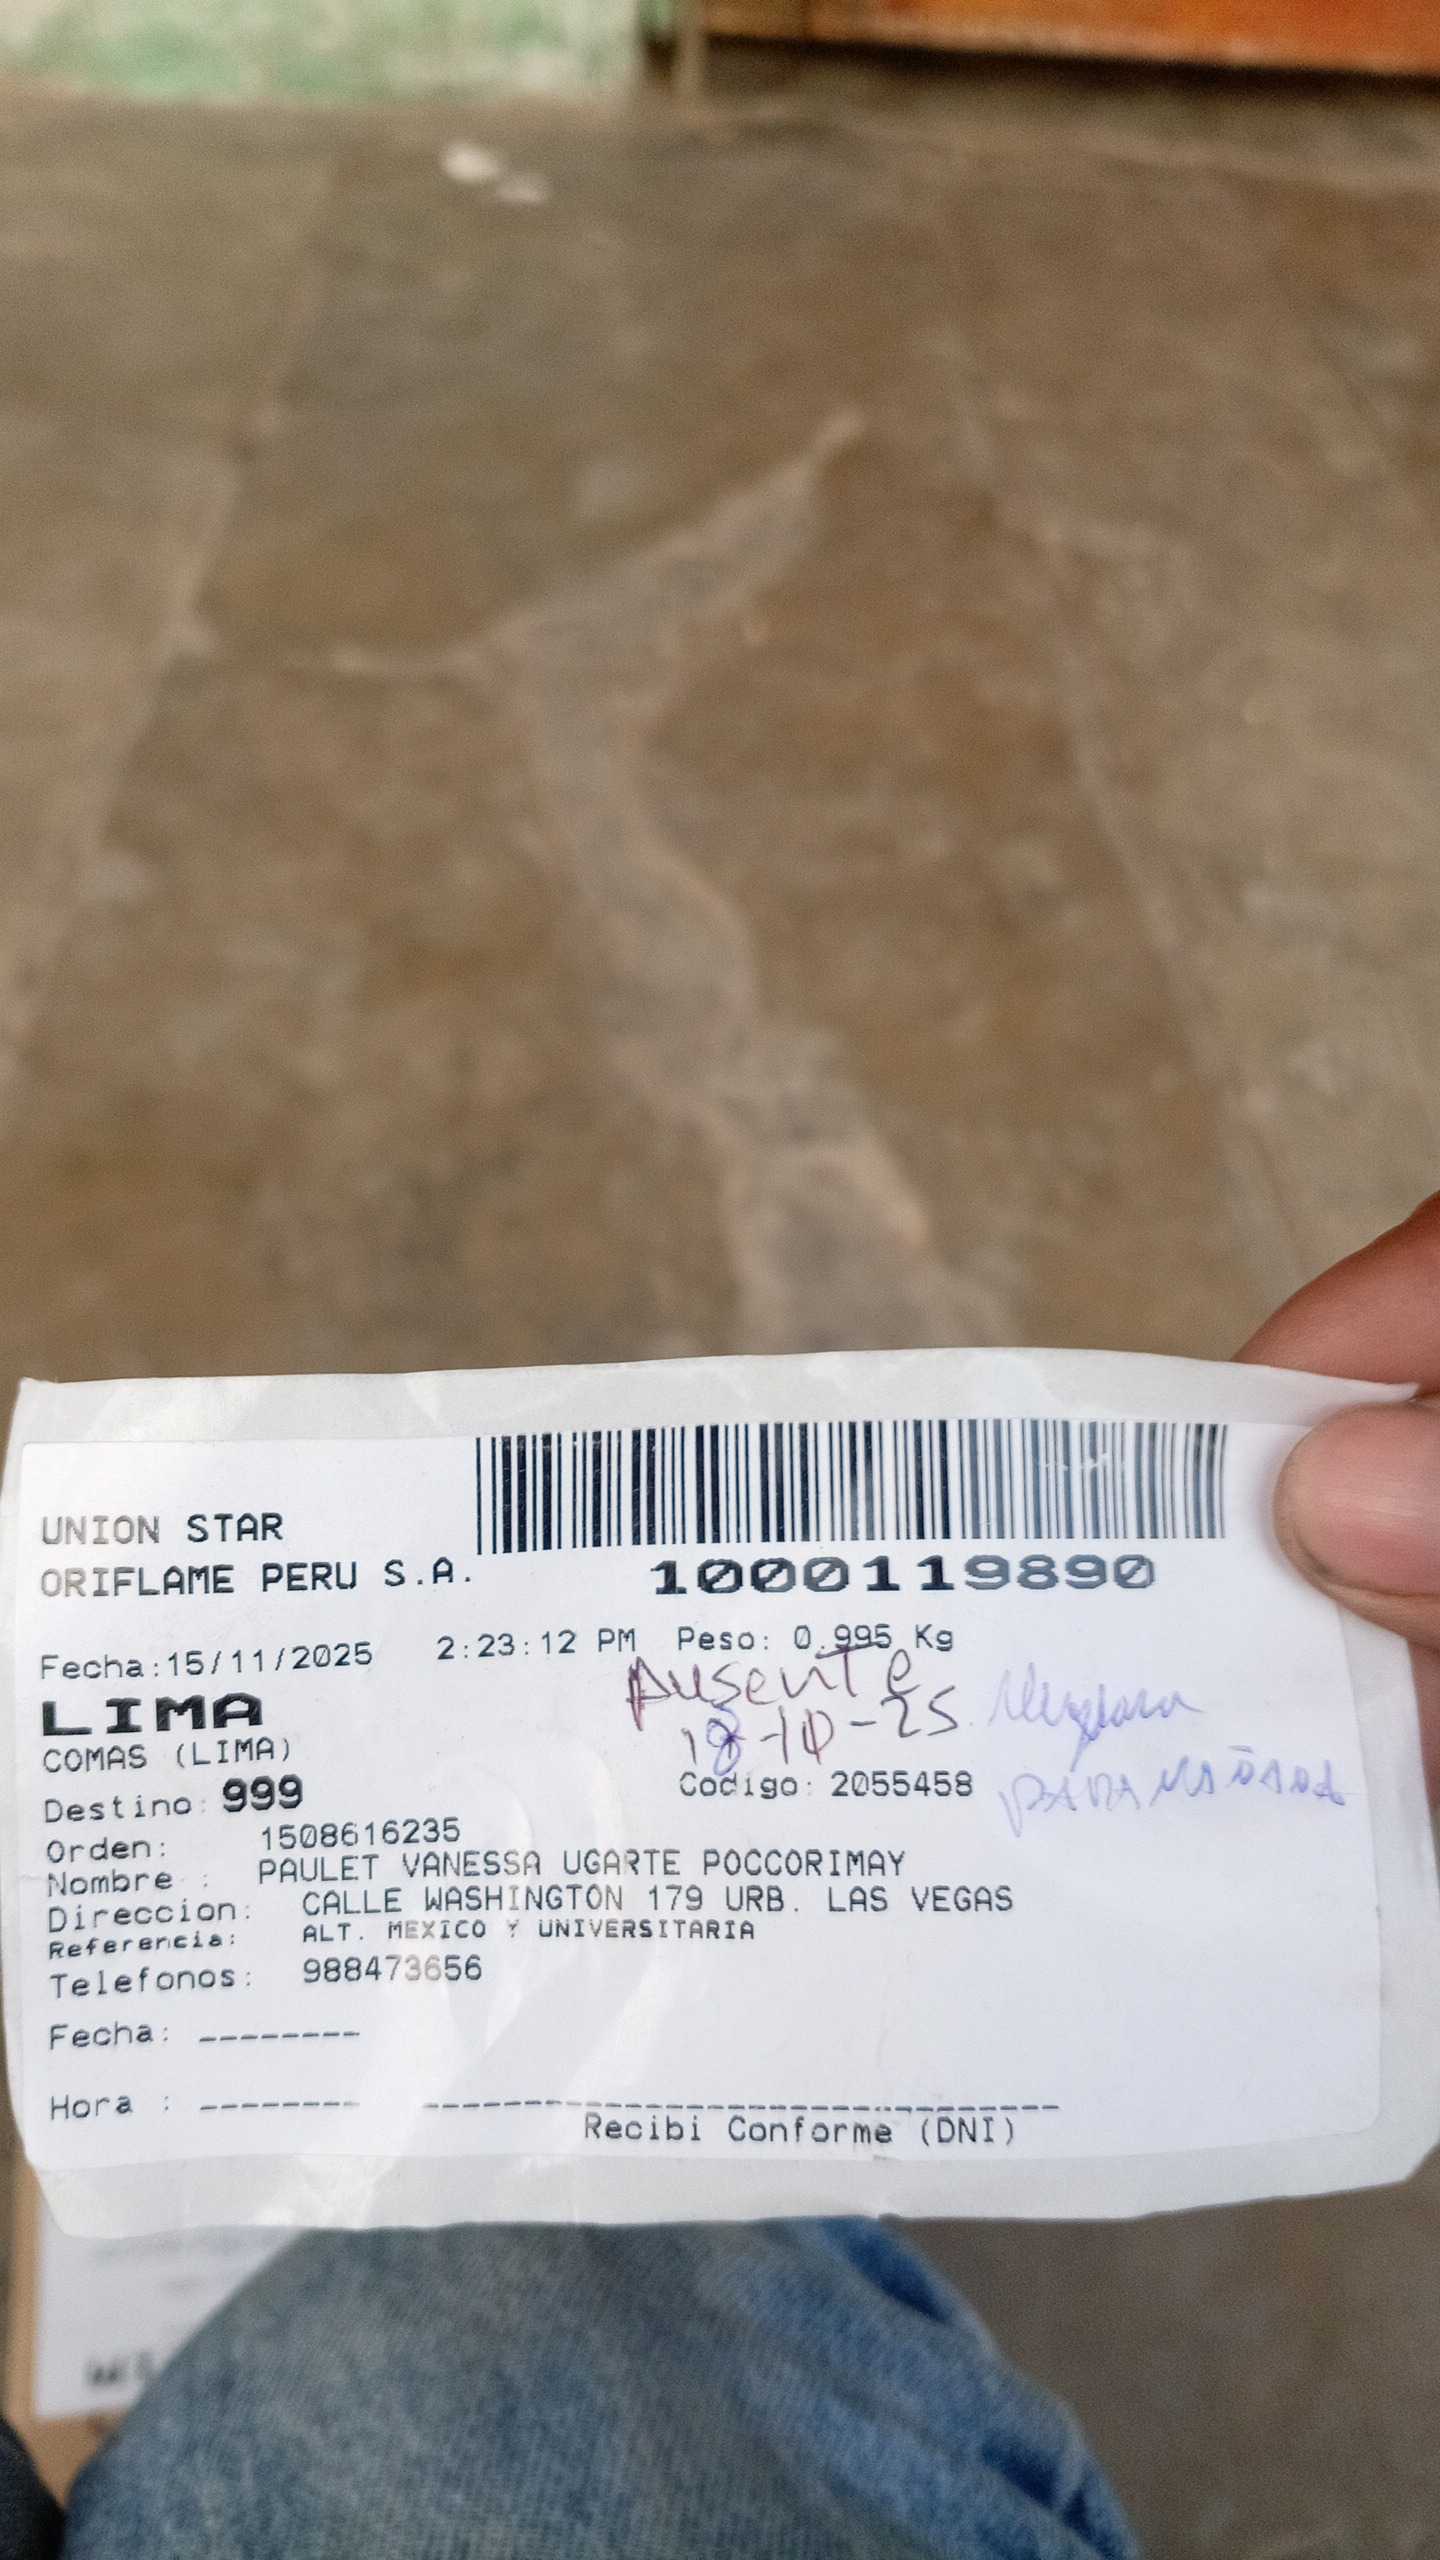 UNION STAR
ORIFLAME PERU S.A.
1000119890
Fecha:15/11/2025 2:23:12 PM Peso: 0.995 Kg
Ausente
LIMA
18-10-25
COMAS (LIMA)
Destino: 999 Codigo: 2055458
PARA
Orden: 1508616235
Nombre : PAULET VANESSA UGARTE POCCORIMAY
Direccion: CALLE WASHINGTON 179 URB. LAS VEGAS
Referencia: ALT. MEXICO Y UNIVERSITARIA
Telefonos: 988473656
Fecha: --------
Hora : --------
Recibi Conforme (DNI)